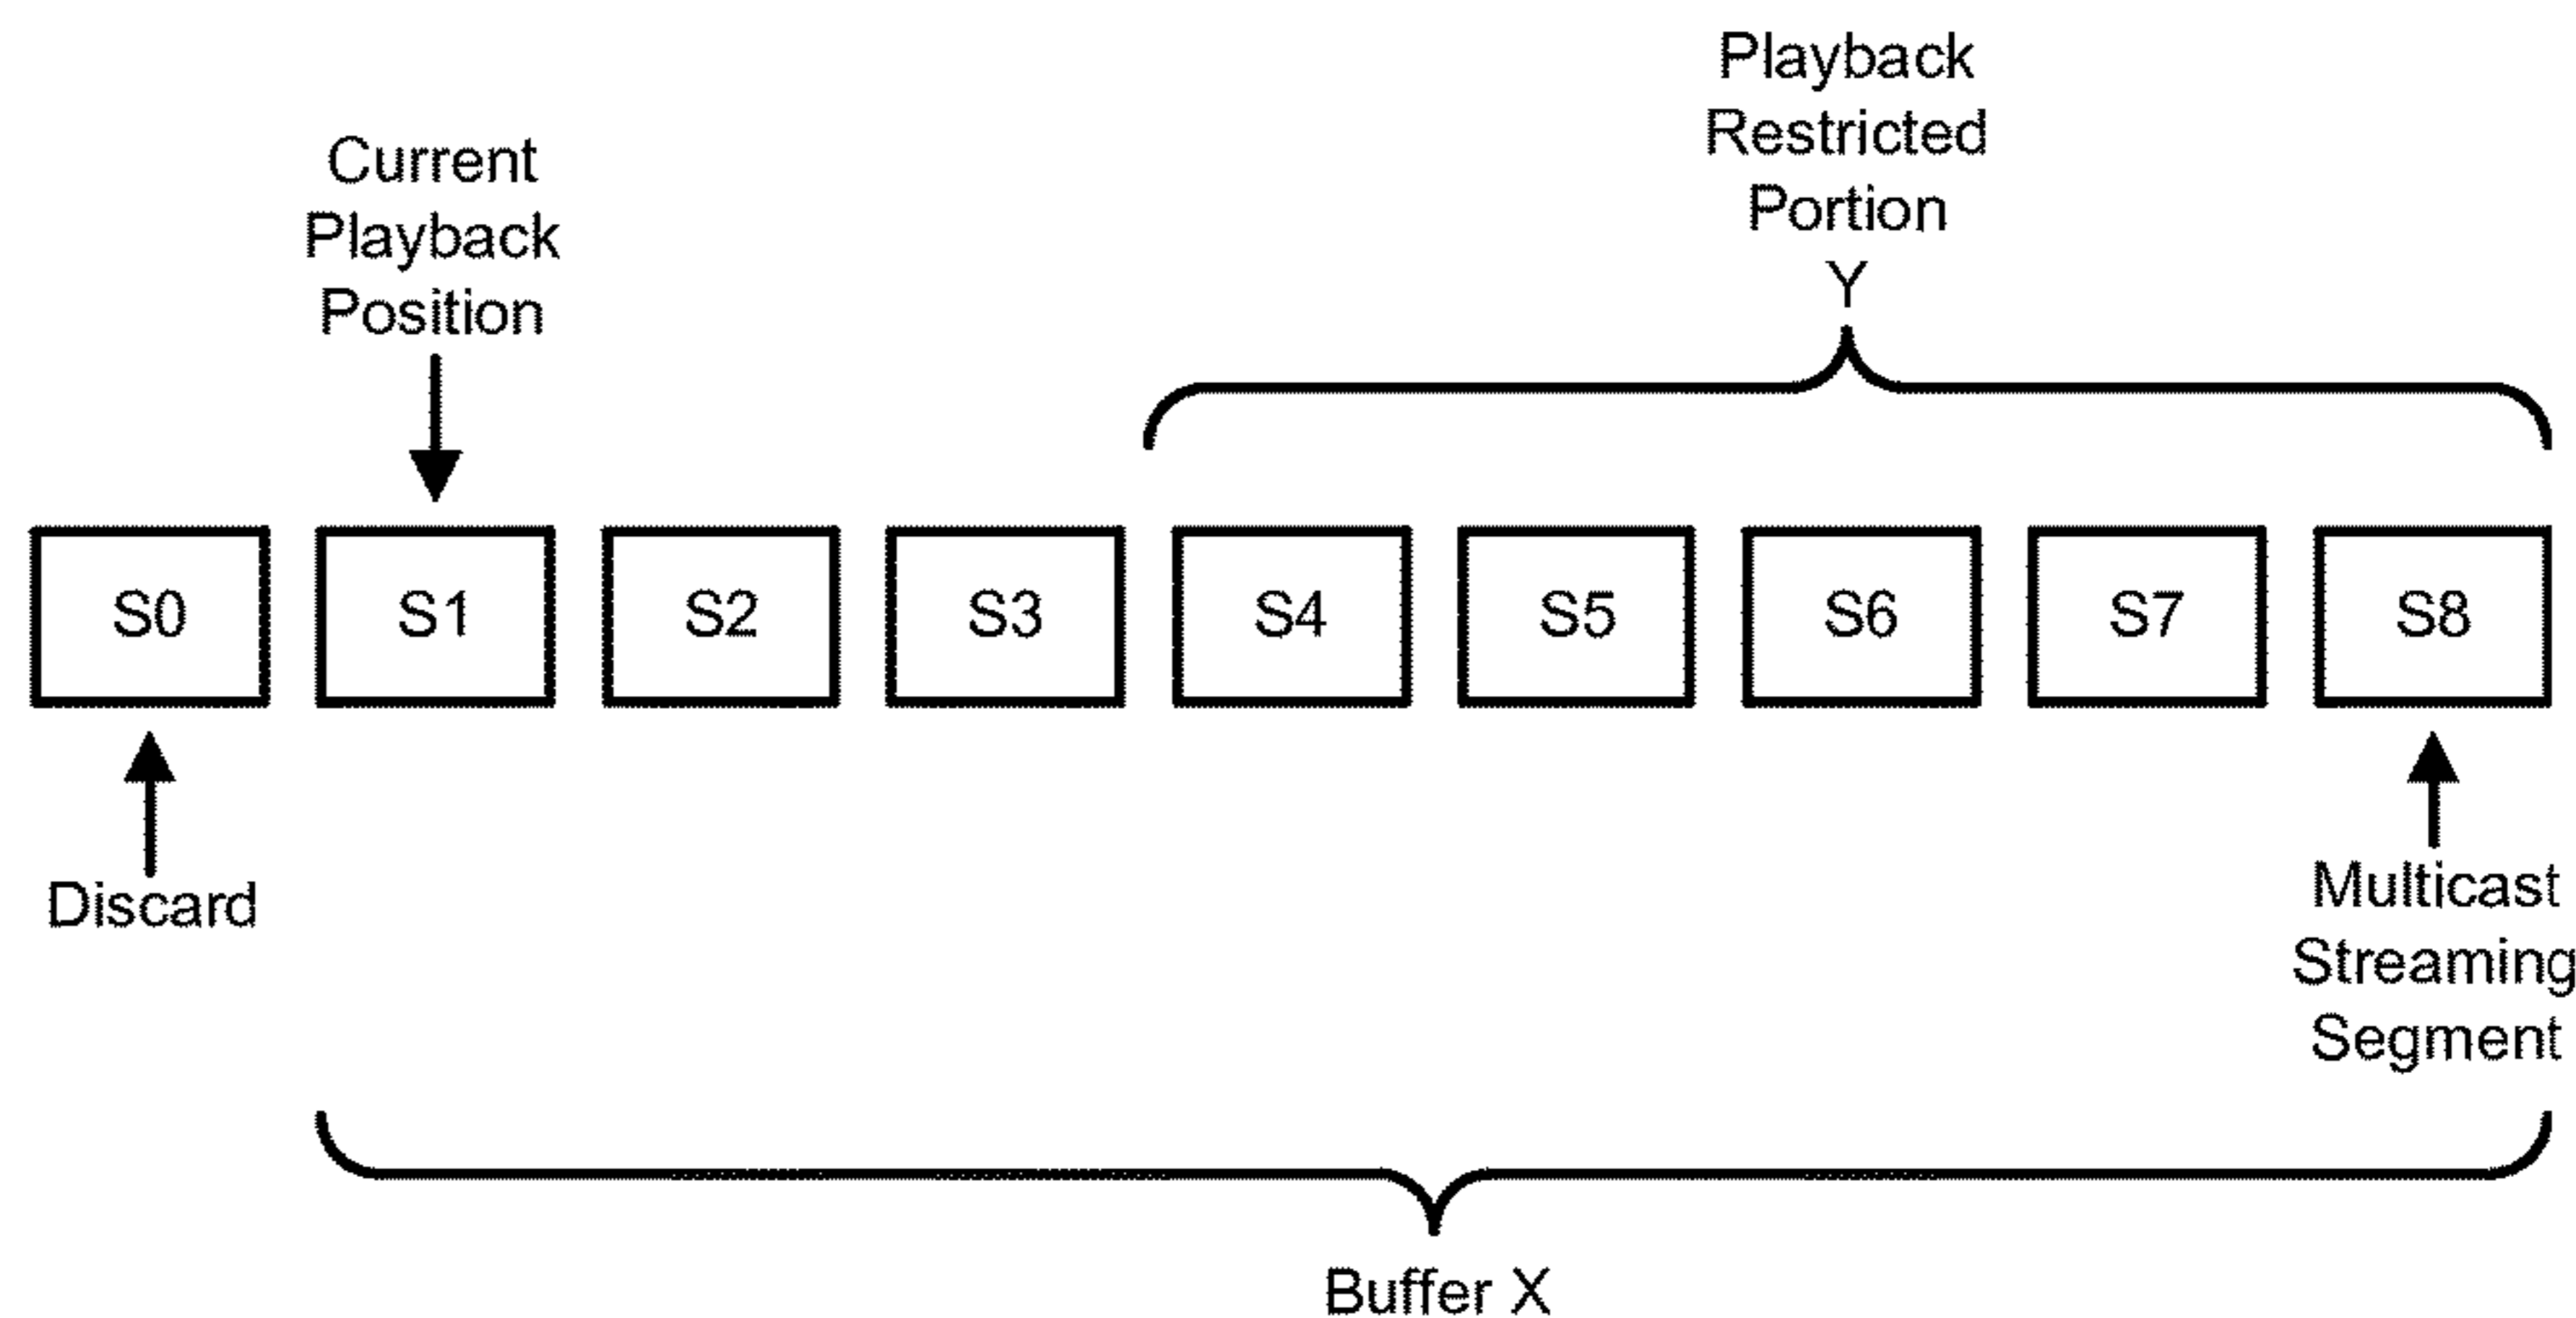 Playback
Restricted
Portion
Y
Current
Playback
Position
S0 S1 S2 S3 S4 S5 S6 S7 S8
Discard
Multicast
Streaming
Segment
Buffer X